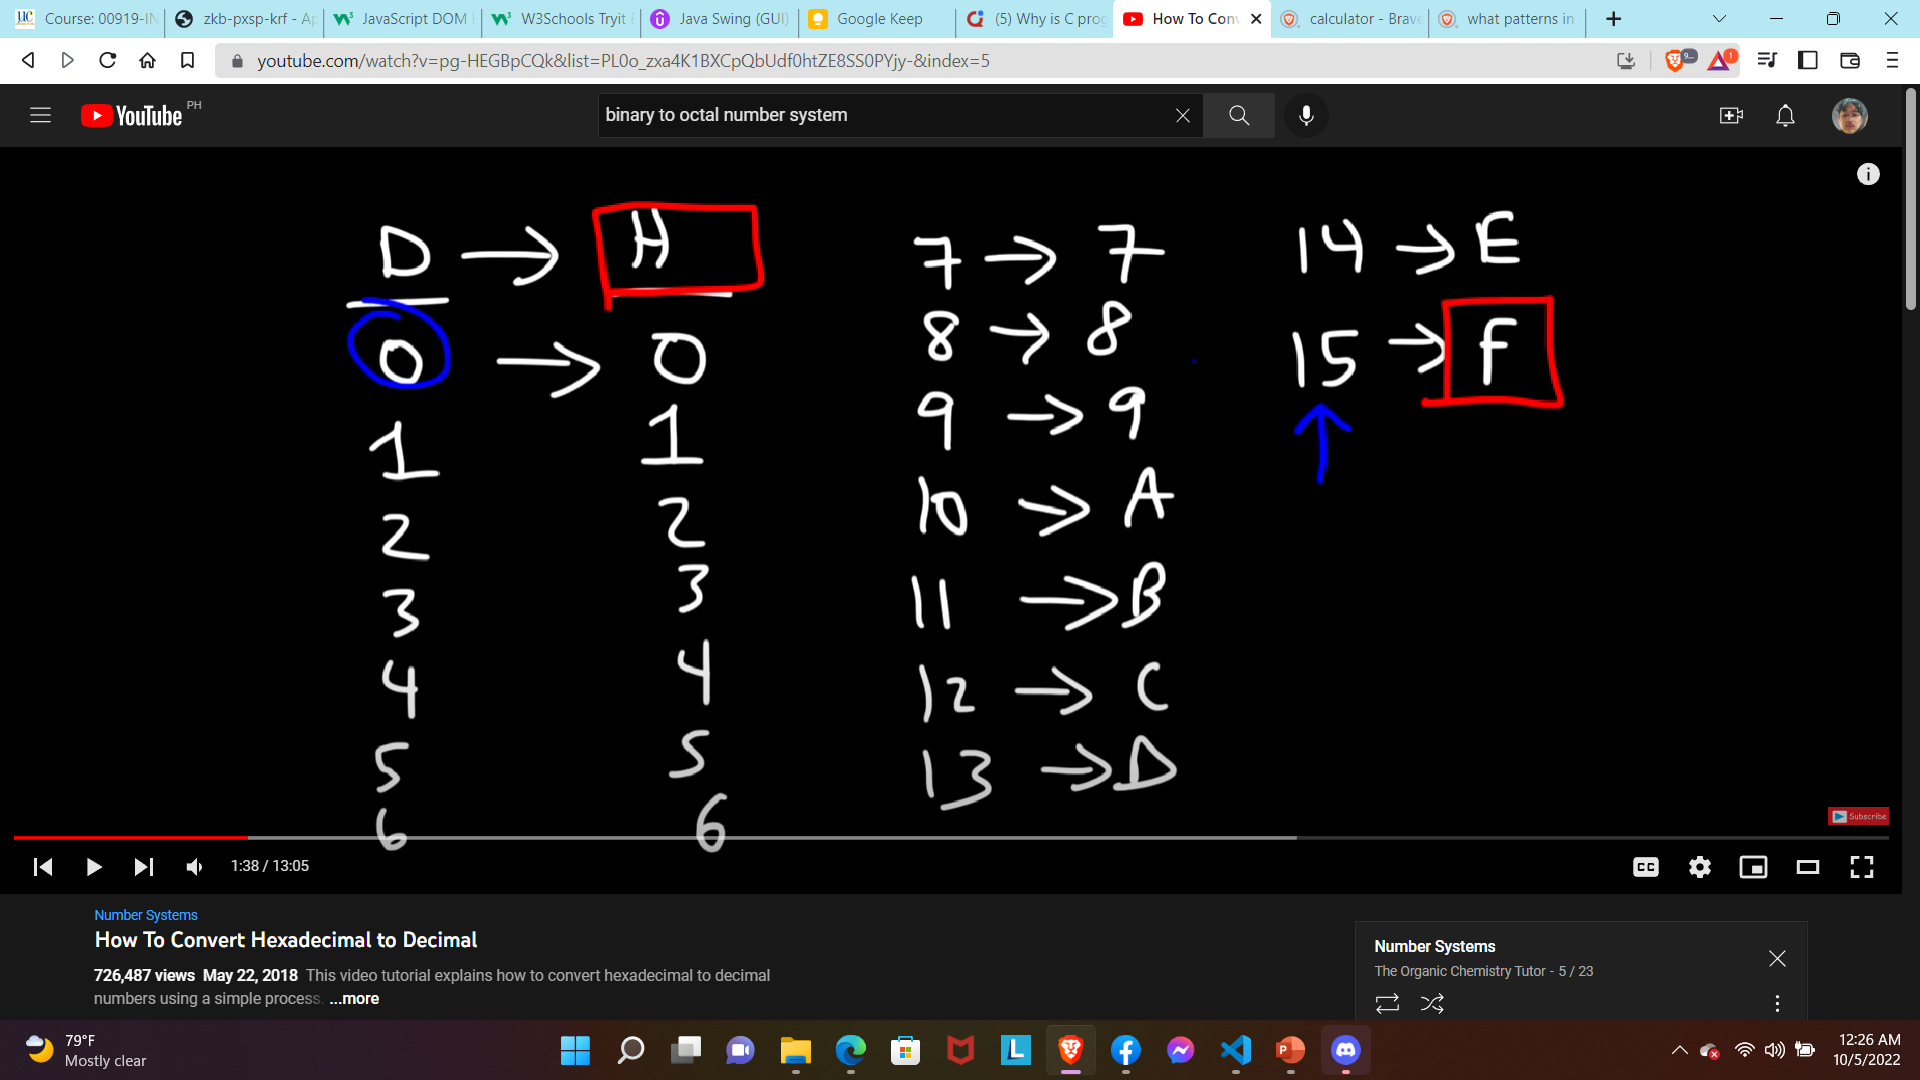 Course: 00919-IN
zkb-pxsp-krf - Ap
JavaScript DOM
W3Schools Tryit E
Java Swing (GUI)
Google Keep
(5) Why is C prog
How To Conv
calculator - Brave
what patterns in
youtube.com/watch?v=pg-HEGBpCQk&list=PL0o_zxa4K1BXCpQbUdf0htZE8SS0PYjy-&index=5
YouTube PH
binary to octal number system
D → H
0 → 0
1 1
2 2
3 3
4 4
5 5
6 6
7 → 7
8 → 8
9 → 9
10 → A
11 → B
12 → C
13 → D
14 → E
15 → F
Subscribe
1:38 / 13:05
CC
Number Systems
How To Convert Hexadecimal to Decimal
726,487 views May 22, 2018 This video tutorial explains how to convert hexadecimal to decimal
numbers using a simple process. ...more
Number Systems
The Organic Chemistry Tutor - 5 / 23
79°F
Mostly clear
12:26 AM
10/5/2022